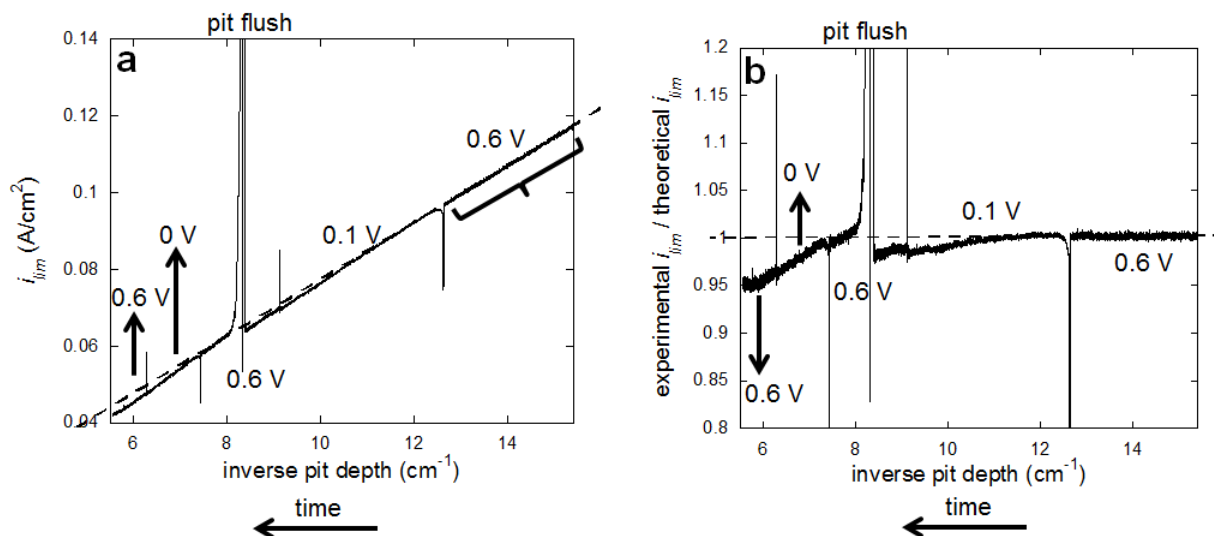 pit flush
a
0.14
0.12
0.1
0.08
0.06
0.04
i_lim (A/cm²)
0.6 V
0.1 V
0 V
0.6 V
0.6 V
6 8 10 12 14
inverse pit depth (cm⁻¹)
time
pit flush
b
1.2
1.15
1.1
1.05
1
0.95
0.9
0.85
0.8
experimental i_lim / theoretical i_lim
0 V
0.1 V
0.6 V
0.6 V
0.6 V
6 8 10 12 14
inverse pit depth (cm⁻¹)
time